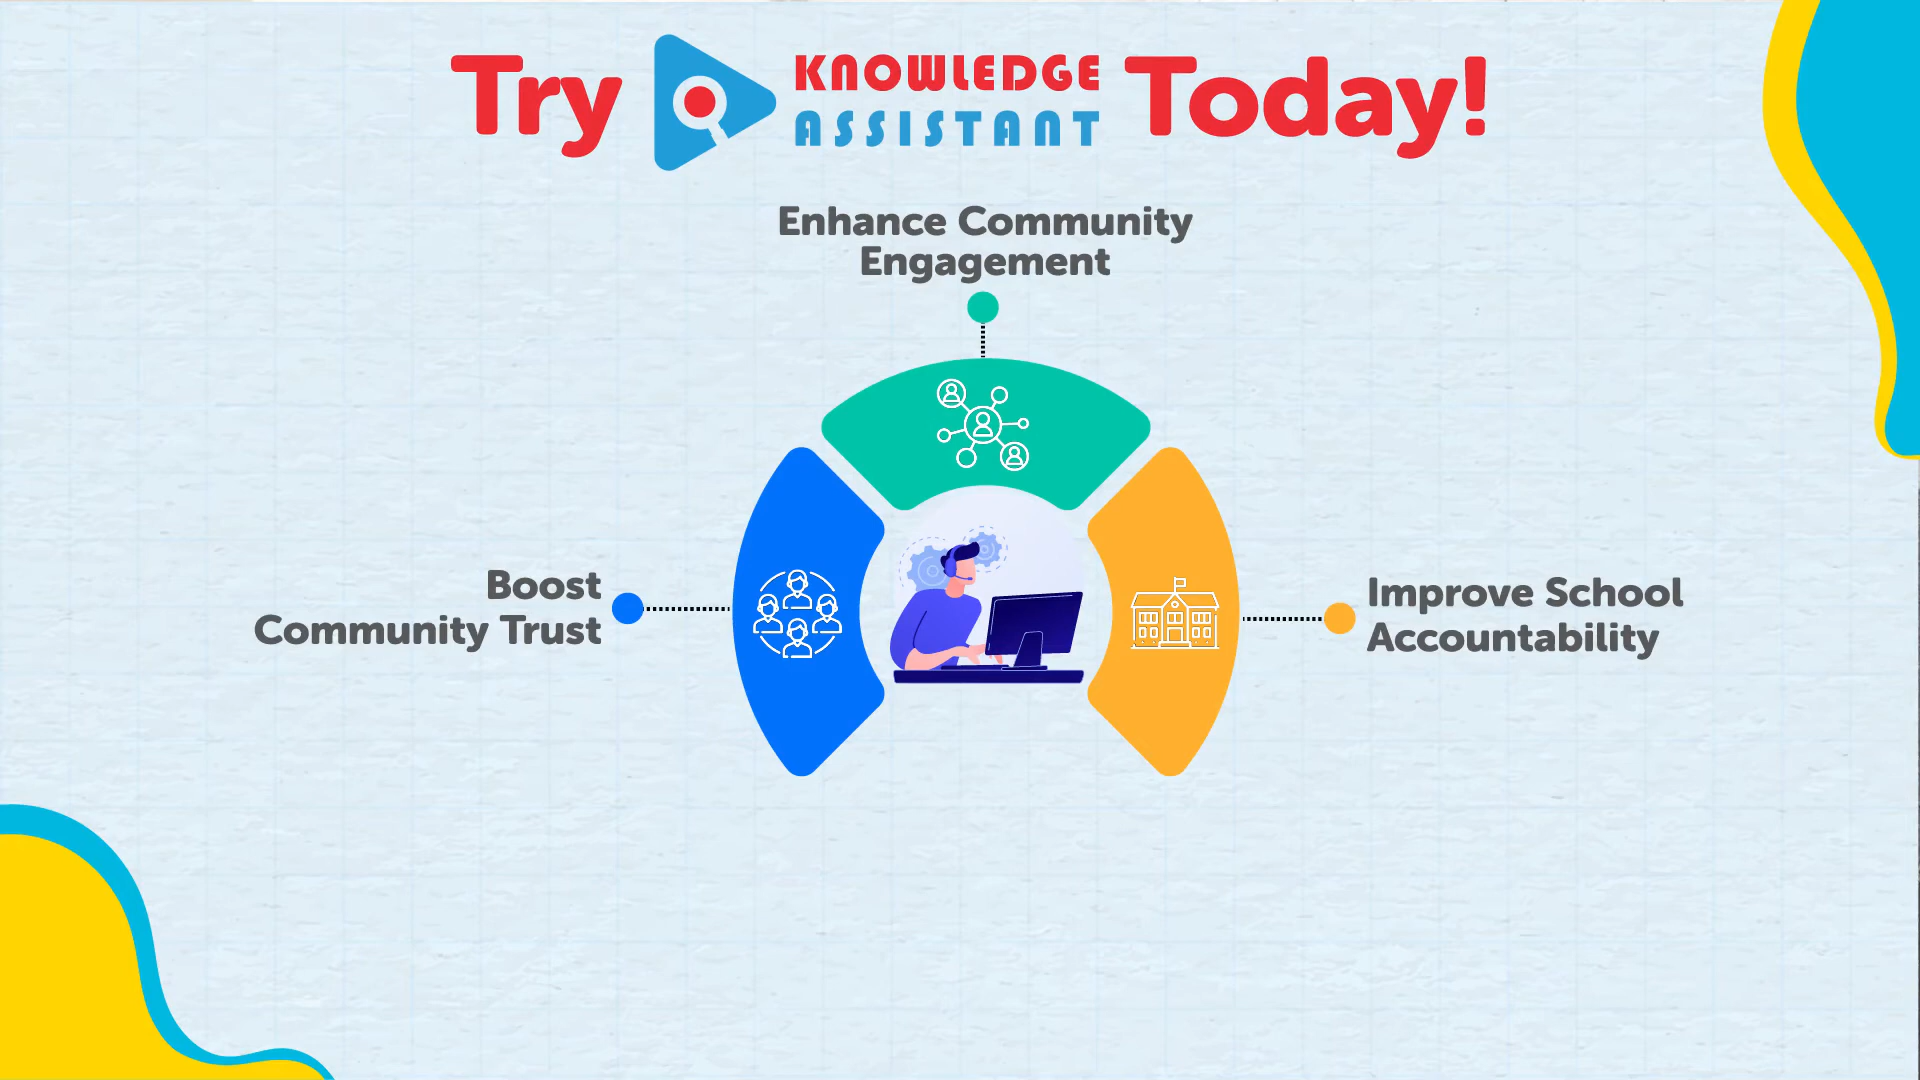 Try KNOWLEDGE ASSISTANT Today!
Enhance Community
Engagement
Boost
Community Trust
Improve School
Accountability